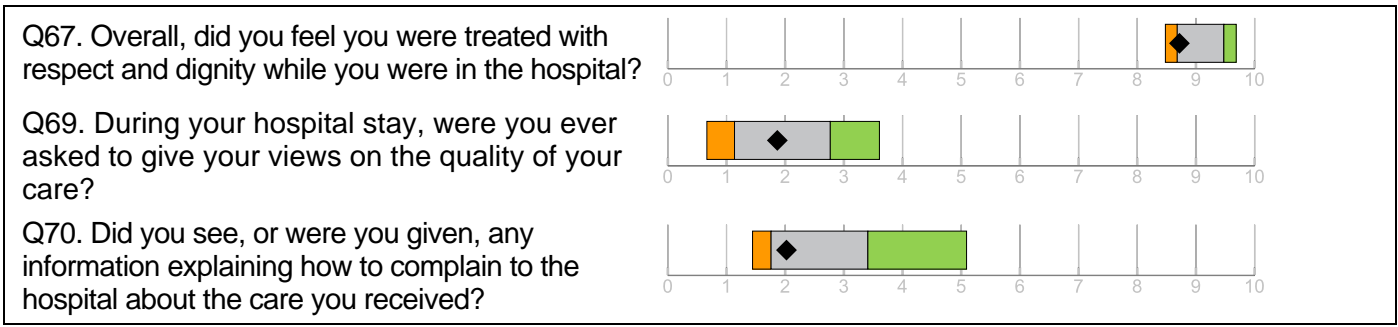 Q67. Overall, did you feel you were treated with
respect and dignity while you were in the hospital?
0 1 2 3 4 5 6 7 8 9 10
Q69. During your hospital stay, were you ever
asked to give your views on the quality of your
care?
0 1 2 3 4 5 6 7 8 9 10
Q70. Did you see, or were you given, any
information explaining how to complain to the
hospital about the care you received?
0 1 2 3 4 5 6 7 8 9 10